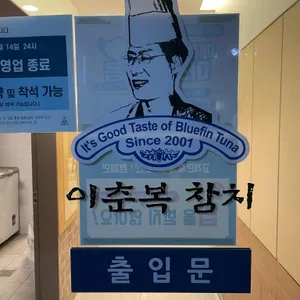 14일 24시
영업 종료
및 착석 가능
It's Good Taste of Bluefin Tuna
Since 2001
이춘복 참치
출입문